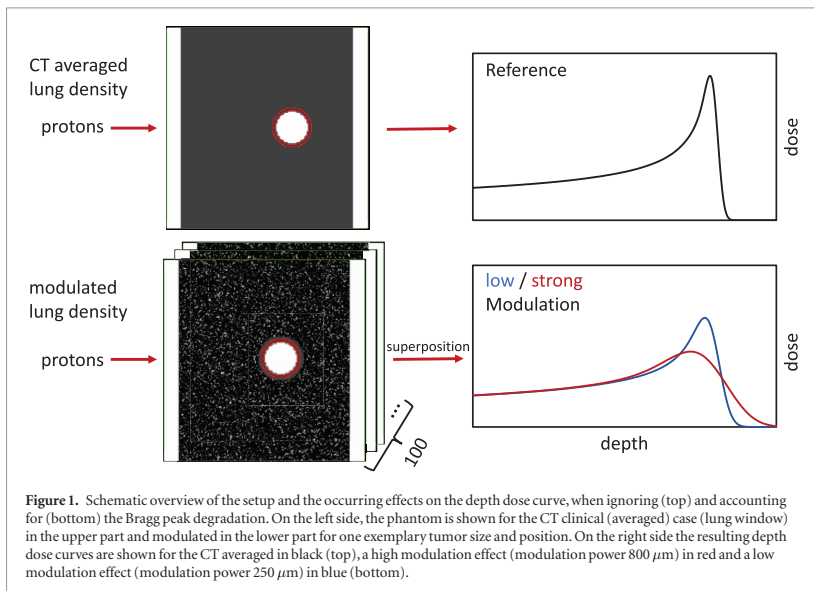 CT averaged
lung density
protons
Reference
dose
modulated
lung density
protons
superposition
...
100
low / strong
Modulation
dose
depth
Figure 1. Schematic overview of the setup and the occurring effects on the depth dose curve, when ignoring (top) and accounting
for (bottom) the Bragg peak degradation. On the left side, the phantom is shown for the CT clinical (averaged) case (lung window)
in the upper part and modulated in the lower part for one exemplary tumor size and position. On the right side the resulting depth
dose curves are shown for the CT averaged in black (top), a high modulation effect (modulation power 800 μm) in red and a low
modulation effect (modulation power 250 μm) in blue (bottom).